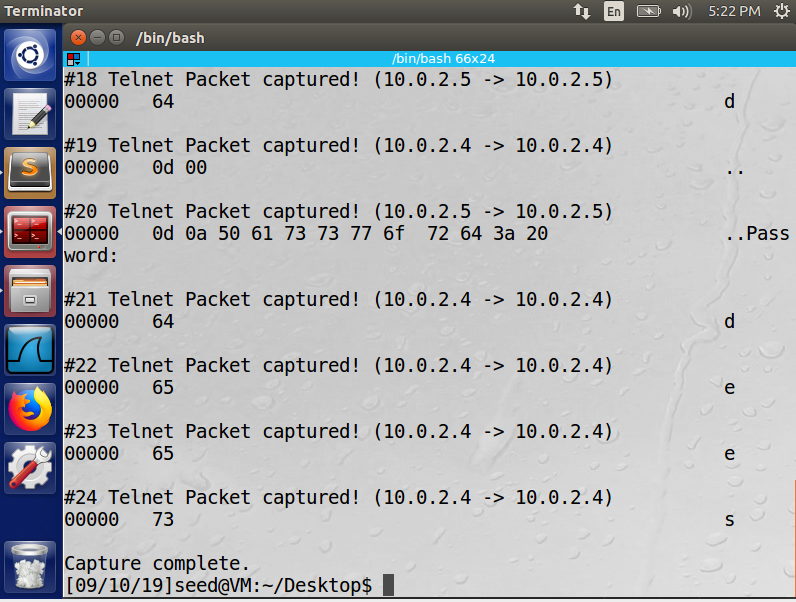 Terminator
En
5:22 PM
/bin/bash
/bin/bash 66x24
#18 Telnet Packet captured! (10.0.2.5 -> 10.0.2.5)
00000   64                                                  d
#19 Telnet Packet captured! (10.0.2.4 -> 10.0.2.4)
00000   0d 00                                               ..
#20 Telnet Packet captured! (10.0.2.5 -> 10.0.2.5)
00000   0d 0a 50 61 73 73 77 6f  72 64 3a 20                ..Pass
word:
#21 Telnet Packet captured! (10.0.2.4 -> 10.0.2.4)
00000   64                                                  d
#22 Telnet Packet captured! (10.0.2.4 -> 10.0.2.4)
00000   65                                                  e
#23 Telnet Packet captured! (10.0.2.4 -> 10.0.2.4)
00000   65                                                  e
#24 Telnet Packet captured! (10.0.2.4 -> 10.0.2.4)
00000   73                                                  s
Capture complete.
[09/10/19]seed@VM:~/Desktop$